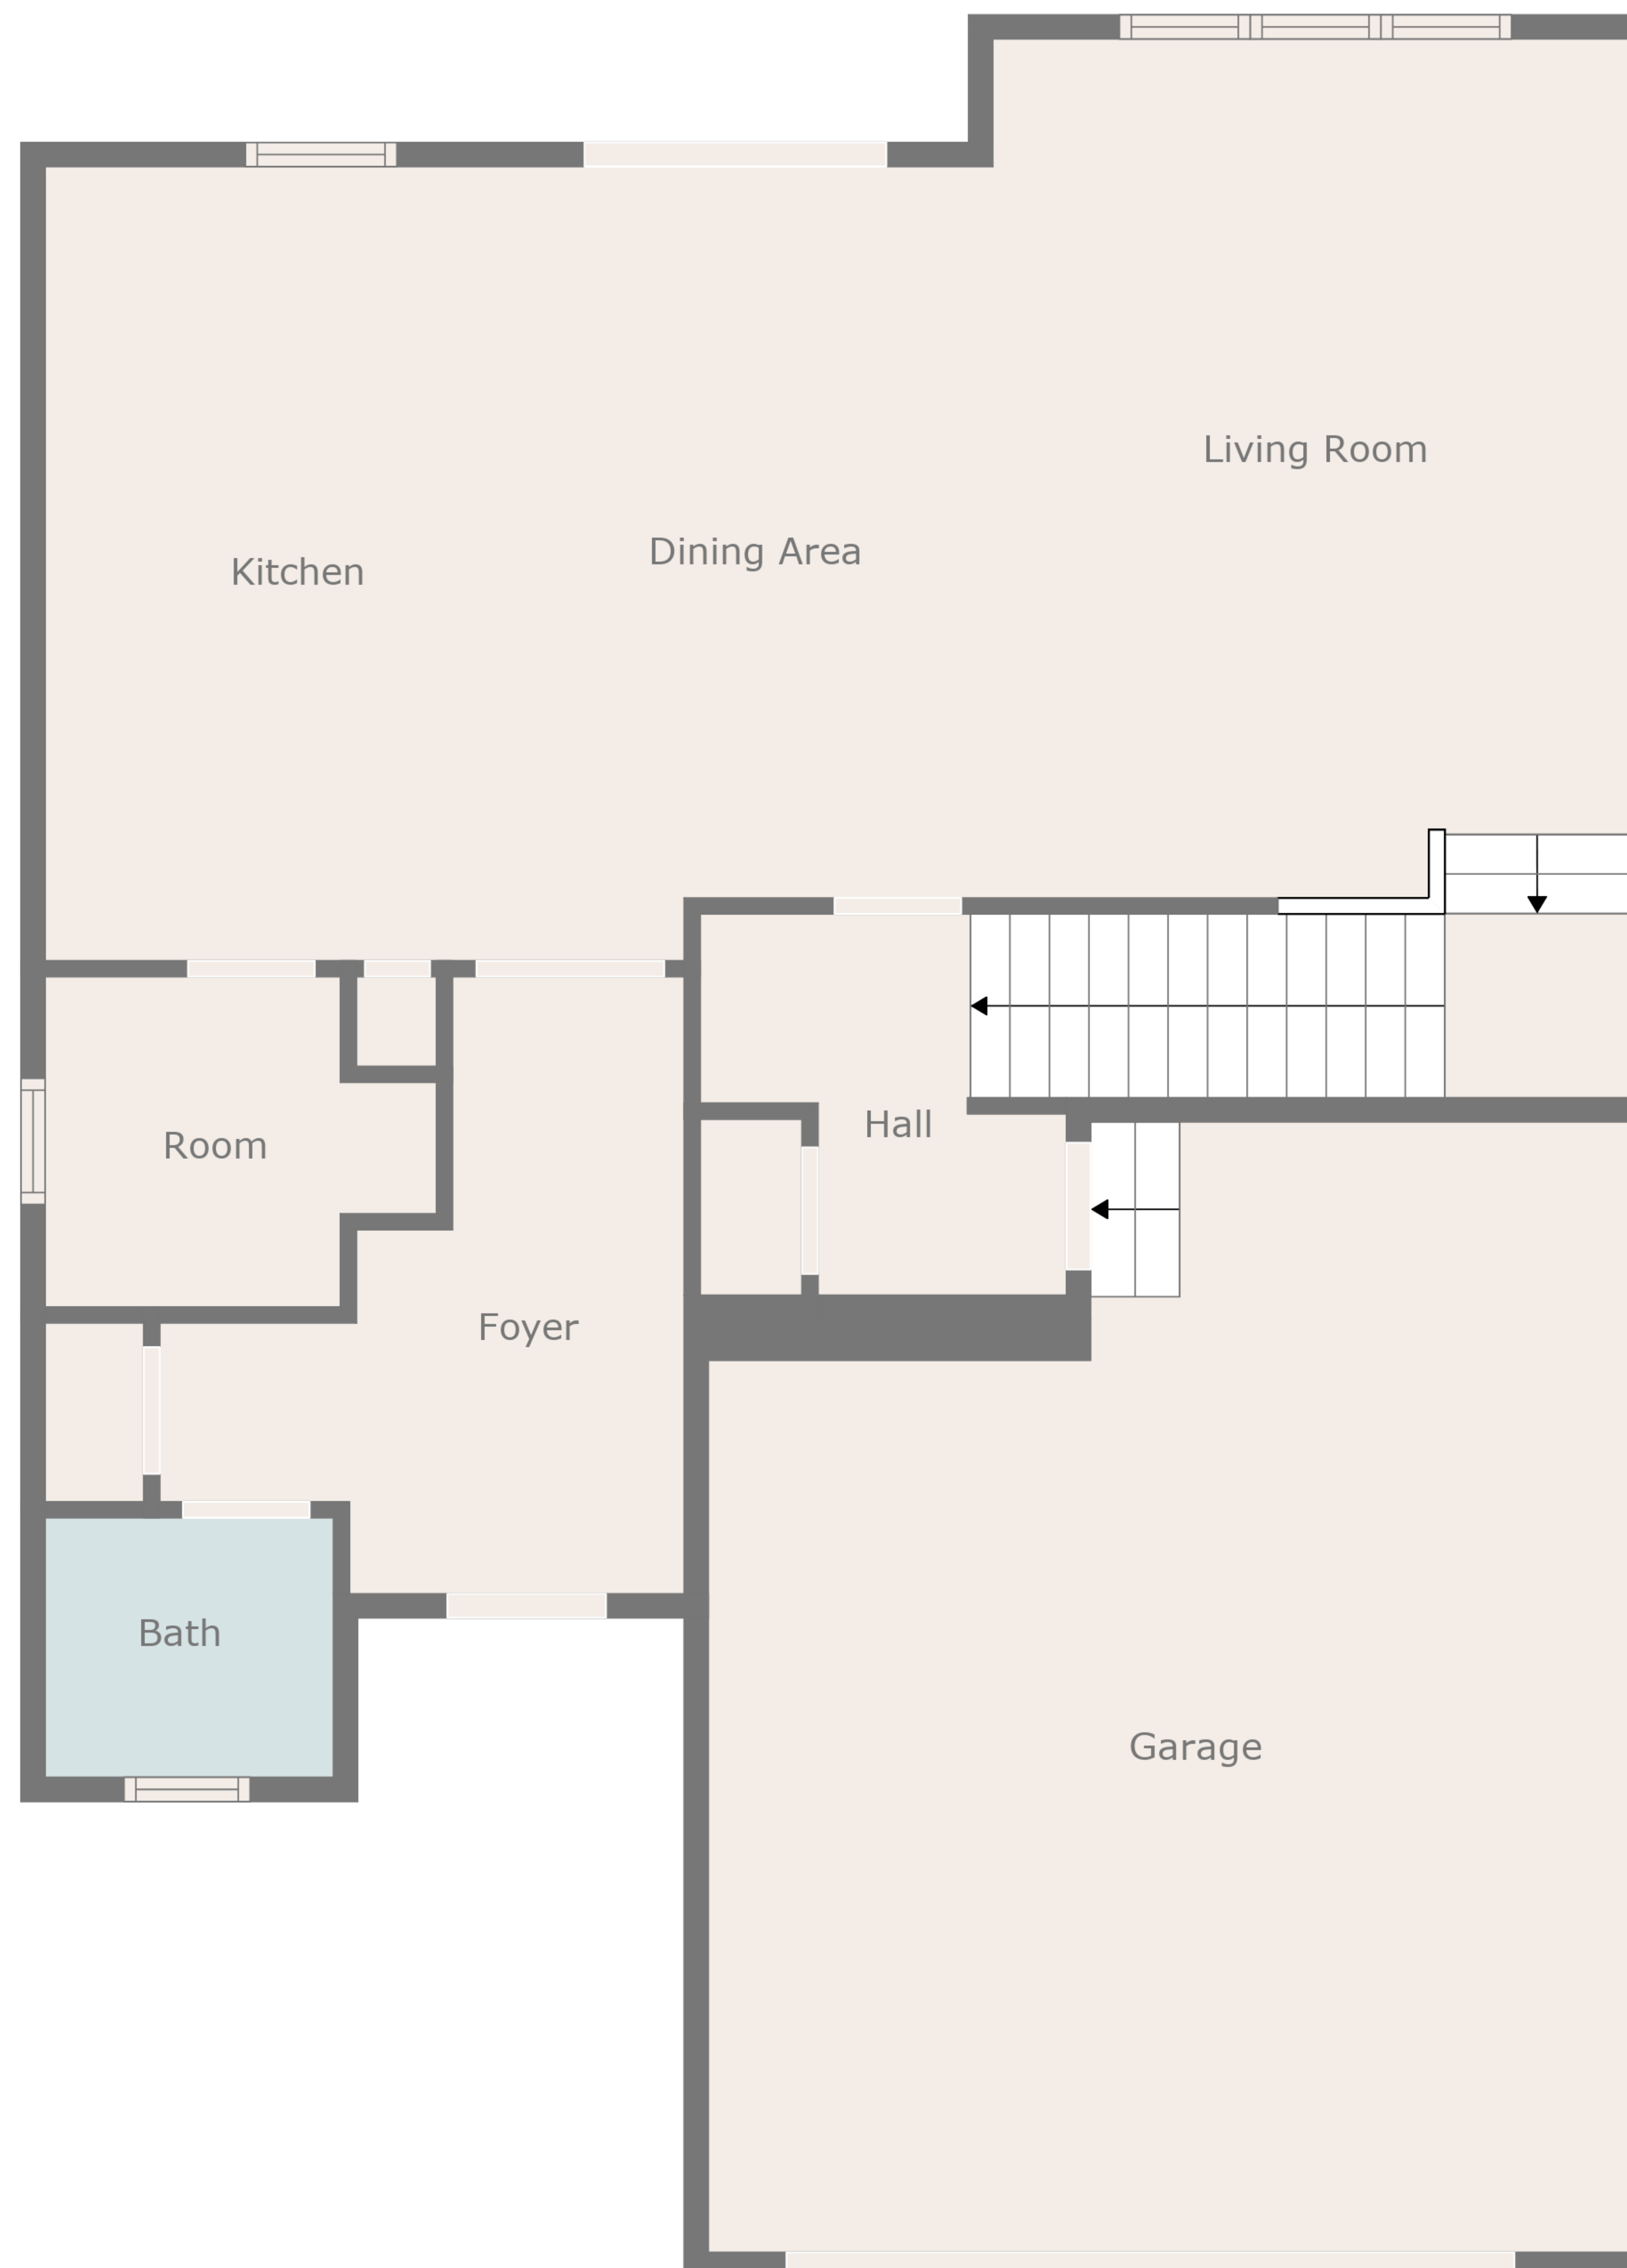 Living Room
Dining Area
Kitchen
Hall
Room
Foyer
Bath
Garage